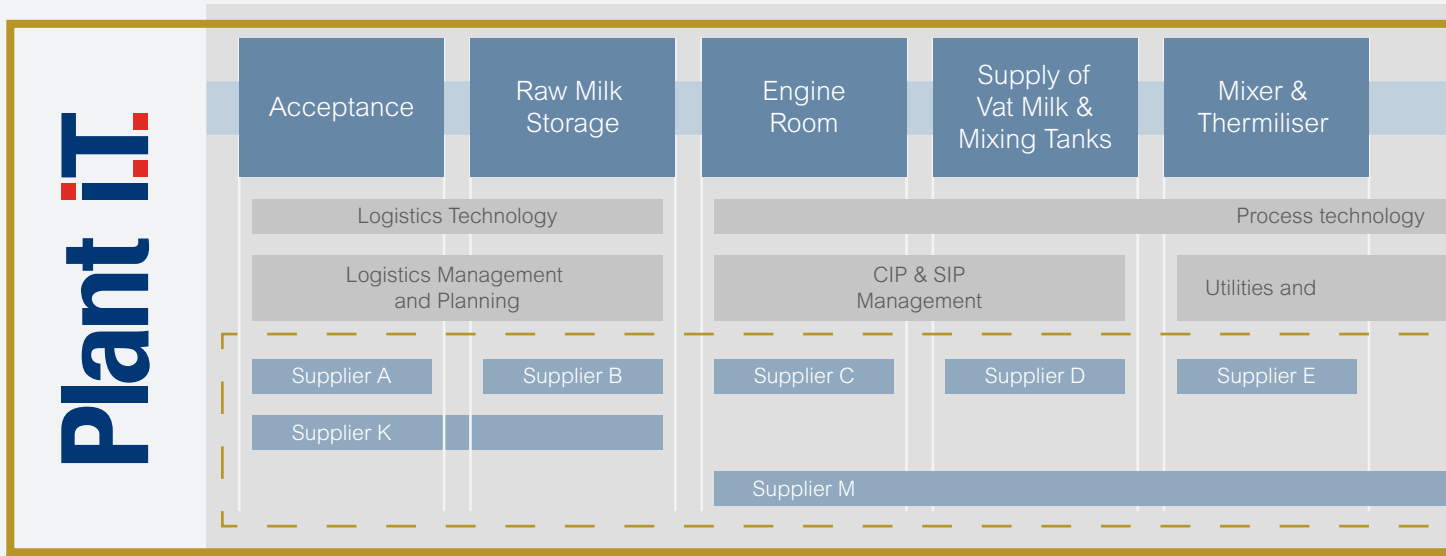 Plant i.T.
Acceptance
Raw Milk
Storage
Engine
Room
Supply of
Vat Milk &
Mixing Tanks
Mixer &
Thermiliser
Logistics Technology
Process technology
Logistics Management
and Planning
CIP & SIP
Management
Utilities and
Supplier A
Supplier B
Supplier C
Supplier D
Supplier E
Supplier K
Supplier M